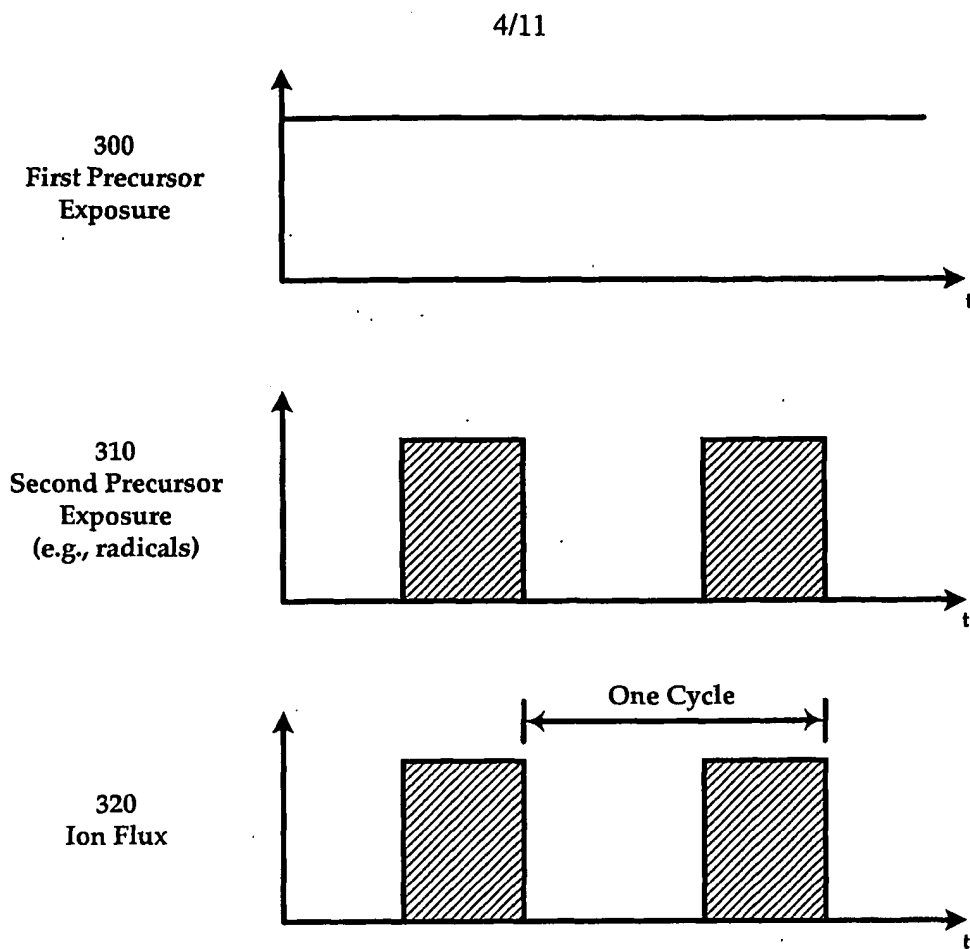 4/11
300
First Precursor
Exposure
t
310
Second Precursor
Exposure
(e.g., radicals)
t
One Cycle
320
Ion Flux
t